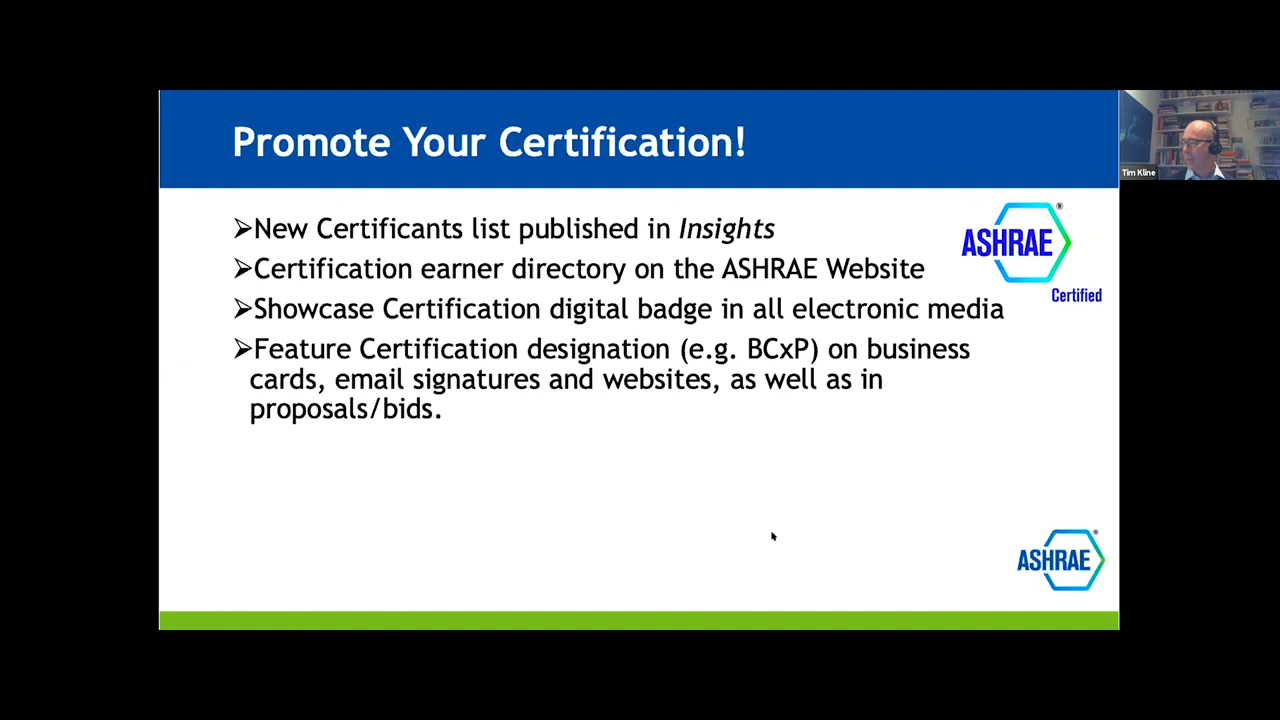 Promote Your Certification!
Tim Kline
➢New Certificants list published in Insights
➢Certification earner directory on the ASHRAE Website
➢Showcase Certification digital badge in all electronic media
➢Feature Certification designation (e.g. BCxP) on business
cards, email signatures and websites, as well as in
proposals/bids.
ASHRAE®
Certified
ASHRAE®